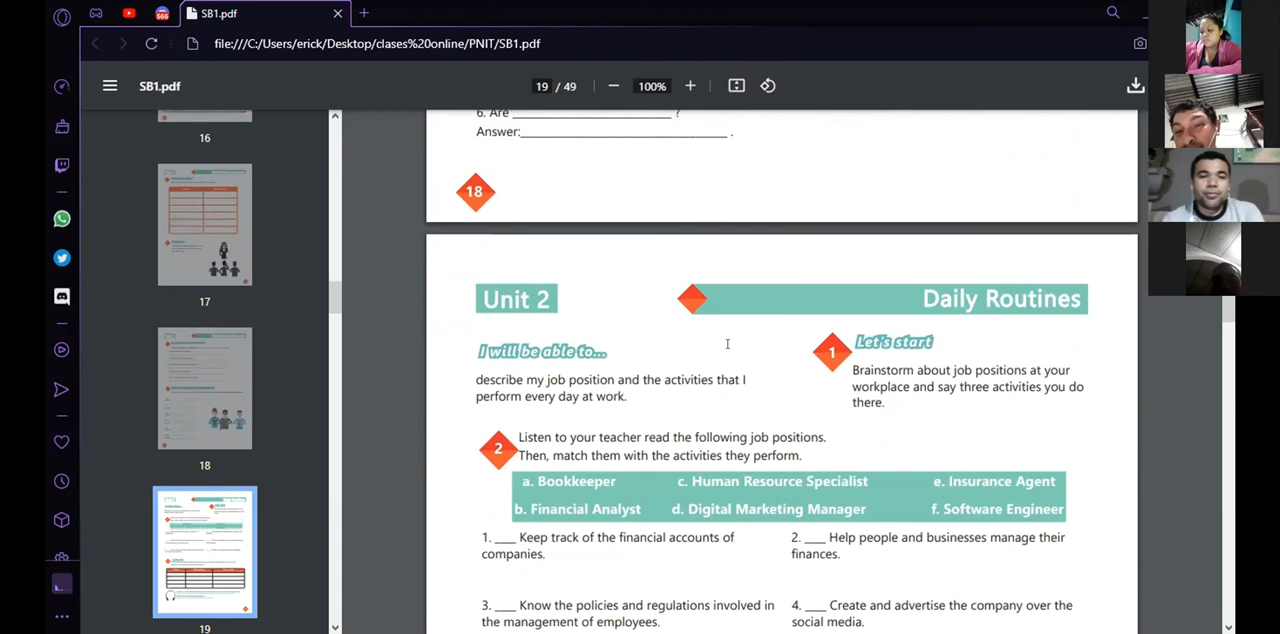 SB1.pdf
file:///C:/Users/erick/Desktop/clases%20online/PNIT/SB1.pdf
SB1.pdf
19 / 49
100%
16
17
18
19
6. Are ______________________ ?
Answer:____________________________ .
18
Unit 2
Daily Routines
I will be able to...
describe my job position and the activities that I
perform every day at work.
1
Let's start
Brainstorm about job positions at your
workplace and say three activities you do
there.
2
Listen to your teacher read the following job positions.
Then, match them with the activities they perform.
a. Bookkeeper
c. Human Resource Specialist
e. Insurance Agent
b. Financial Analyst
d. Digital Marketing Manager
f. Software Engineer
1. ___ Keep track of the financial accounts of
companies.
2. ___ Help people and businesses manage their
finances.
3. ___ Know the policies and regulations involved in
the management of employees.
4. ___ Create and advertise the company over the
social media.